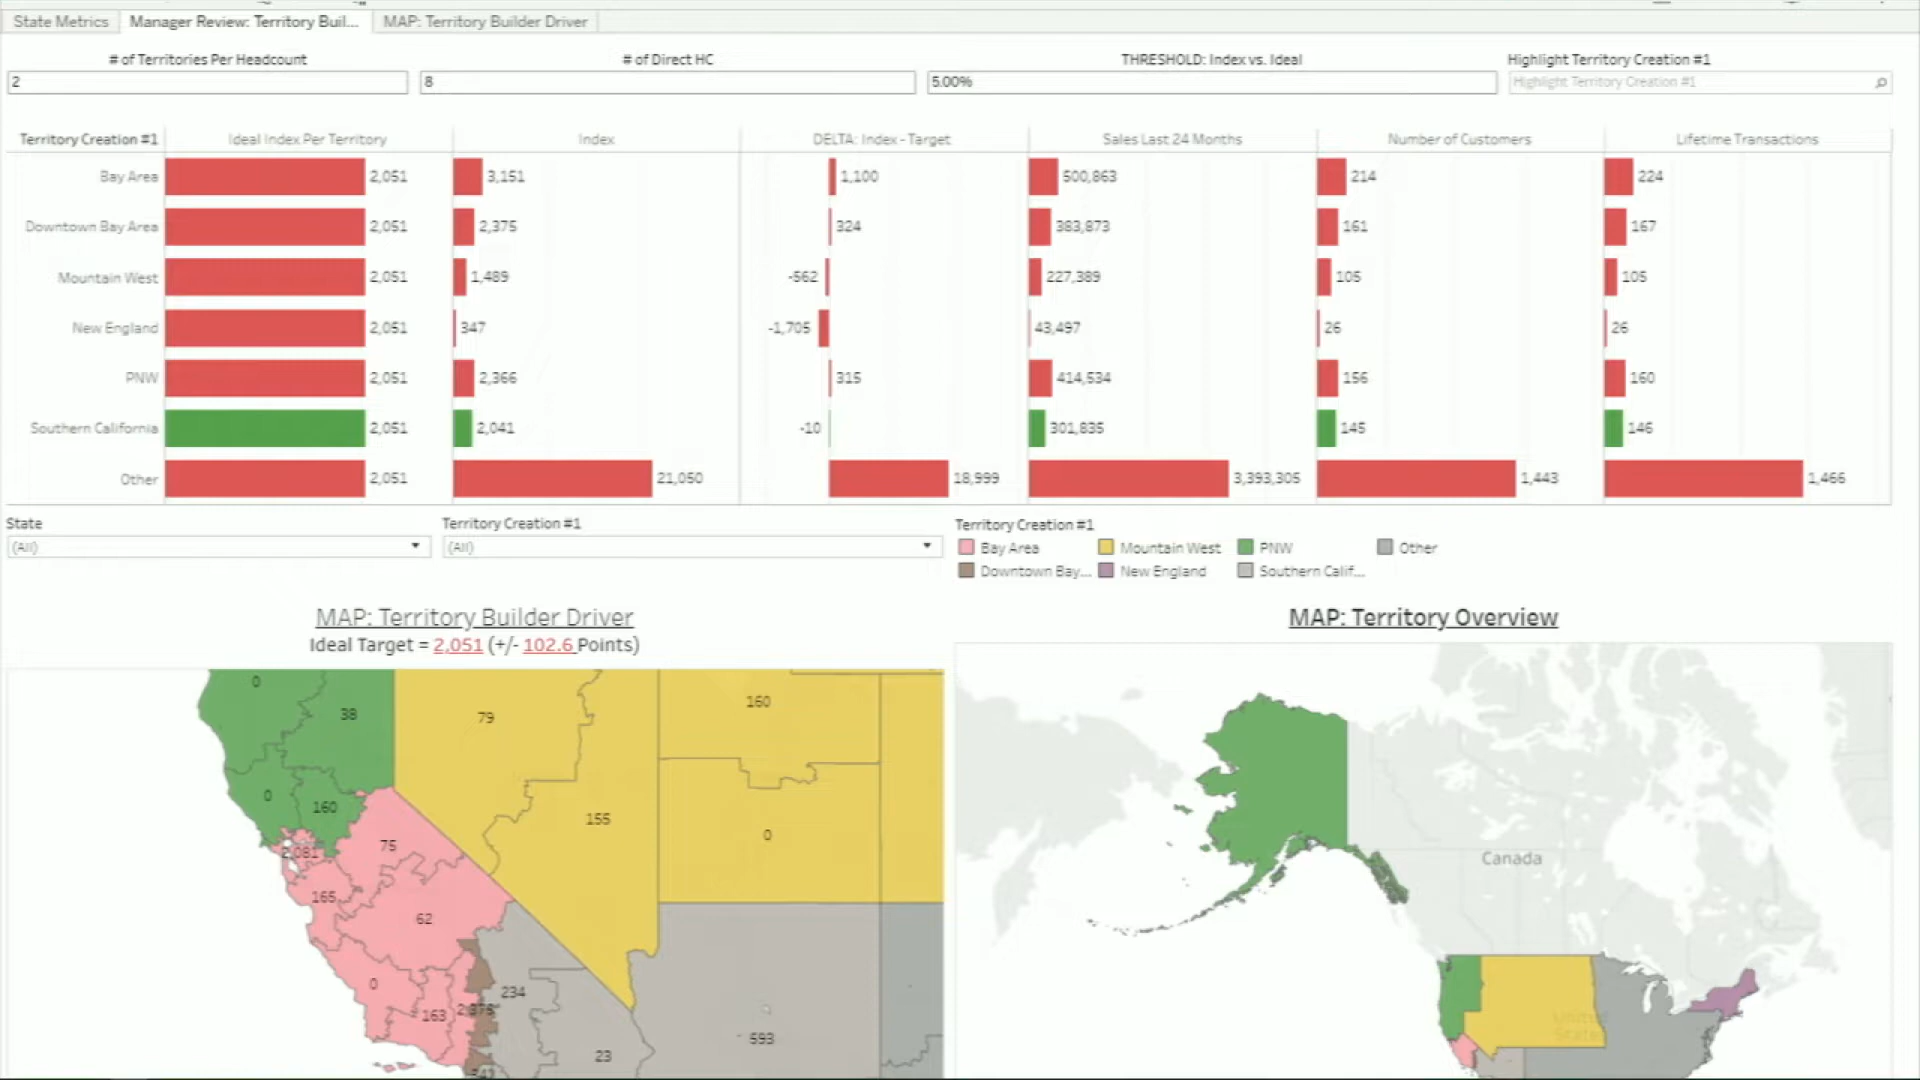 State Metrics
Manager Review: Territory Buil...
MAP: Territory Builder Driver
# of Territories Per Headcount
# of Direct HC
THRESHOLD: Index vs. Ideal
Highlight Territory Creation #1
2
8
5.00%
Highlight Territory Creation #1
Territory Creation #1
Ideal Index Per Territory
Index
DELTA: Index - Target
Sales Last 24 Months
Number of Customers
Lifetime Transactions
Bay Area 2,051 3,151 1,100 500,863 214 224
Downtown Bay Area 2,051 2,375 324 383,873 161 167
Mountain West 2,051 1,489 -562 227,389 105 105
New England 2,051 347 -1,705 43,497 26 26
PNW 2,051 2,366 315 414,534 156 160
Southern California 2,051 2,041 -10 301,835 145 146
Other 2,051 21,050 18,999 3,393,305 1,443 1,466
State
Territory Creation #1
Territory Creation #1
(All)
(All)
Bay Area
Mountain West
PNW
Other
Downtown Bay...
New England
Southern Calif...
MAP: Territory Builder Driver
Ideal Target = 2,051 (+/- 102.6 Points)
MAP: Territory Overview
0
38
79
160
0
160
155
0
75
2,081
165
62
0
234
163
593
23
Canada
United
States